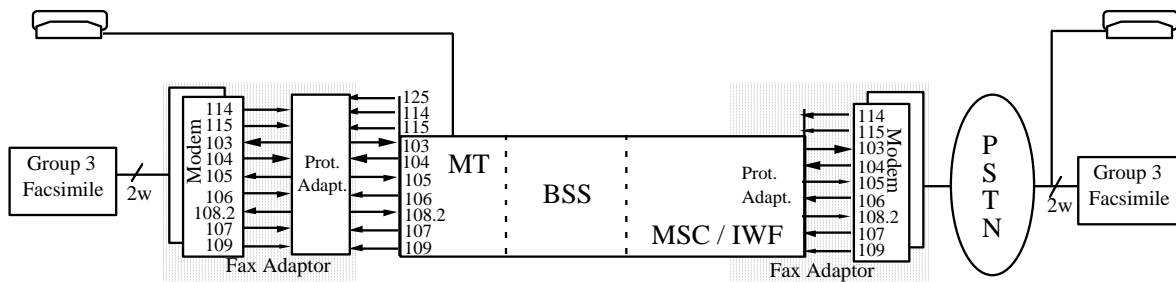 Group 3
Facsimile
2w
Modem
114
115
103
104
105
106
108.2
107
109
Prot.
Adapt.
Fax Adaptor
125
114
115
103
104
105
106
108.2
107
109
MT
BSS
MSC / IWF
Prot.
Adapt.
114
115
103
104
105
106
108.2
107
109
Modem
Fax Adaptor
P
S
T
N
2w
Group 3
Facsimile